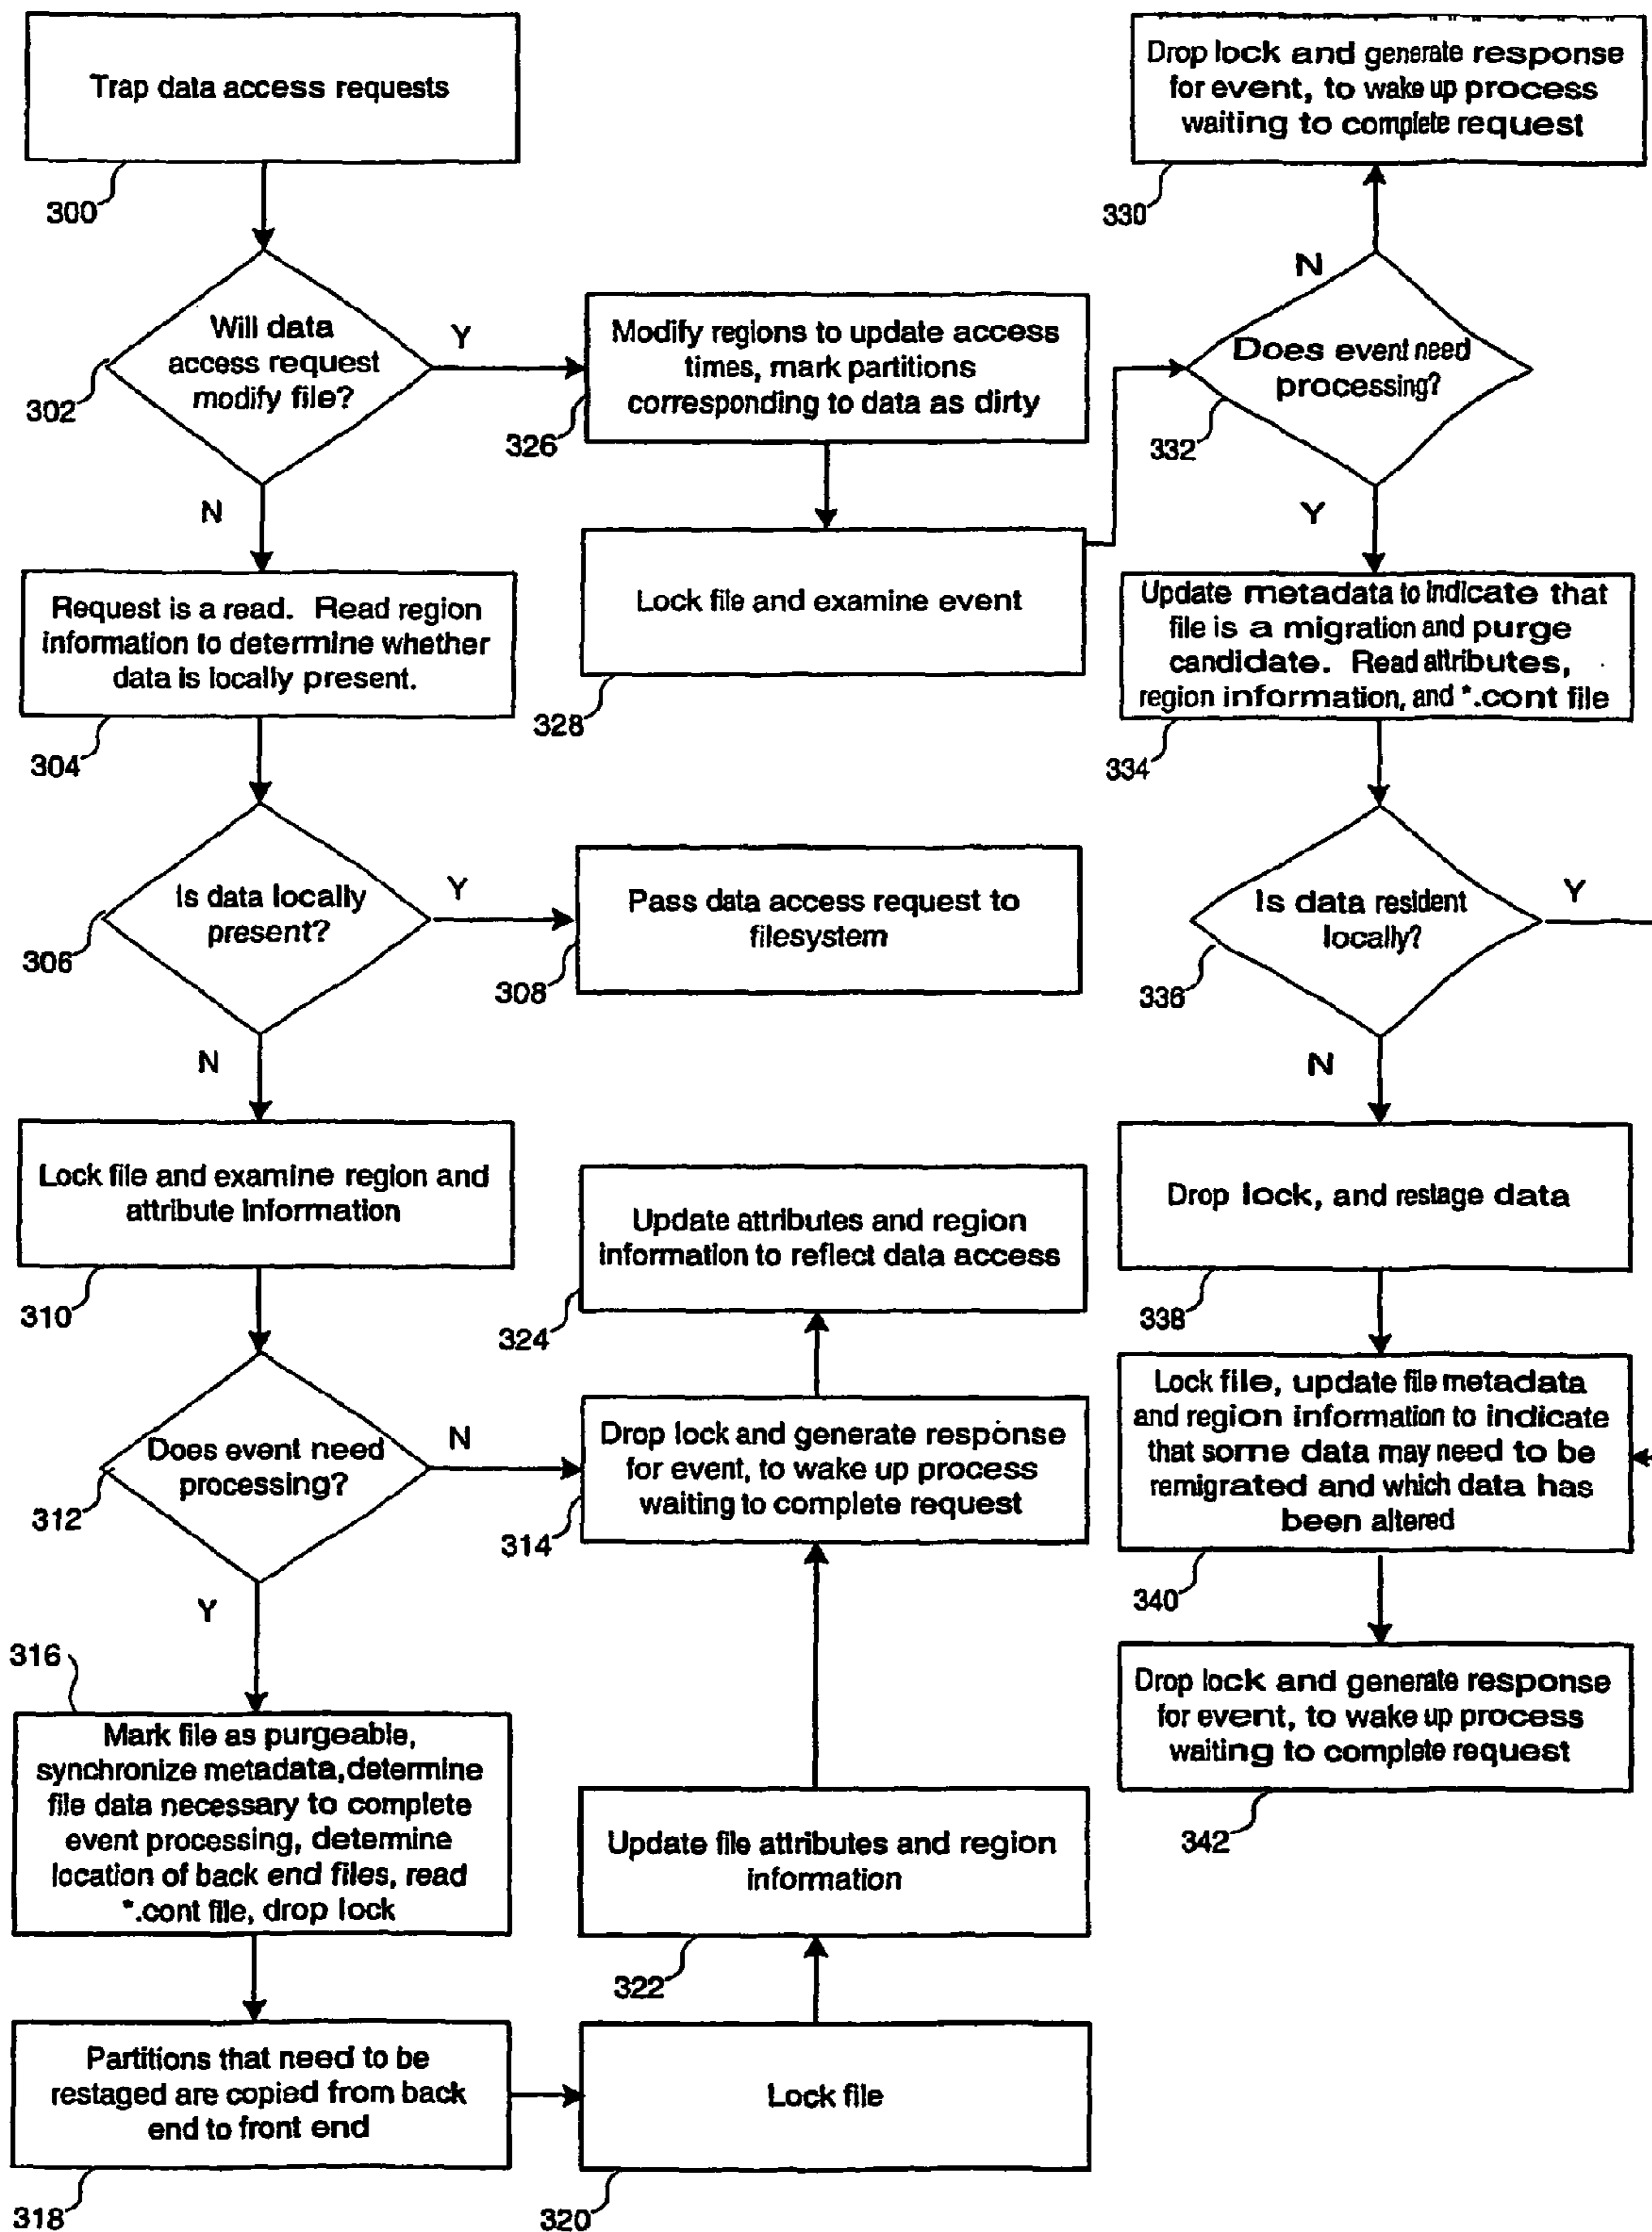 Trap data access requests
300
Will data
access request
modify file?
302
Y
N
Modify regions to update access
times, mark partitions
corresponding to data as dirty
326
Lock file and examine event
328
Request is a read. Read region
information to determine whether
data is locally present.
304
Is data locally
present?
306
Y
N
Pass data access request to
filesystem
308
Lock file and examine region and
attribute information
310
Does event need
processing?
312
N
Y
Drop lock and generate response
for event, to wake up process
waiting to complete request
314
Update attributes and region
information to reflect data access
324
316
Mark file as purgeable,
synchronize metadata,determine
file data necessary to complete
event processing, determine
location of back end files, read
*.cont file, drop lock
Partitions that need to be
restaged are copied from back
end to front end
318
Lock file
320
Update file attributes and region
information
322
Drop lock and generate response
for event, to wake up process
waiting to complete request
330
N
Does event need
processing?
332
Y
Update metadata to indicate that
file is a migration and purge
candidate. Read attributes,
region information, and *.cont file
334
Is data resident
locally?
336
Y
N
Drop lock, and restage data
338
Lock file, update file metadata
and region information to indicate
that some data may need to be
remigrated and which data has
been altered
340
Drop lock and generate response
for event, to wake up process
waiting to complete request
342